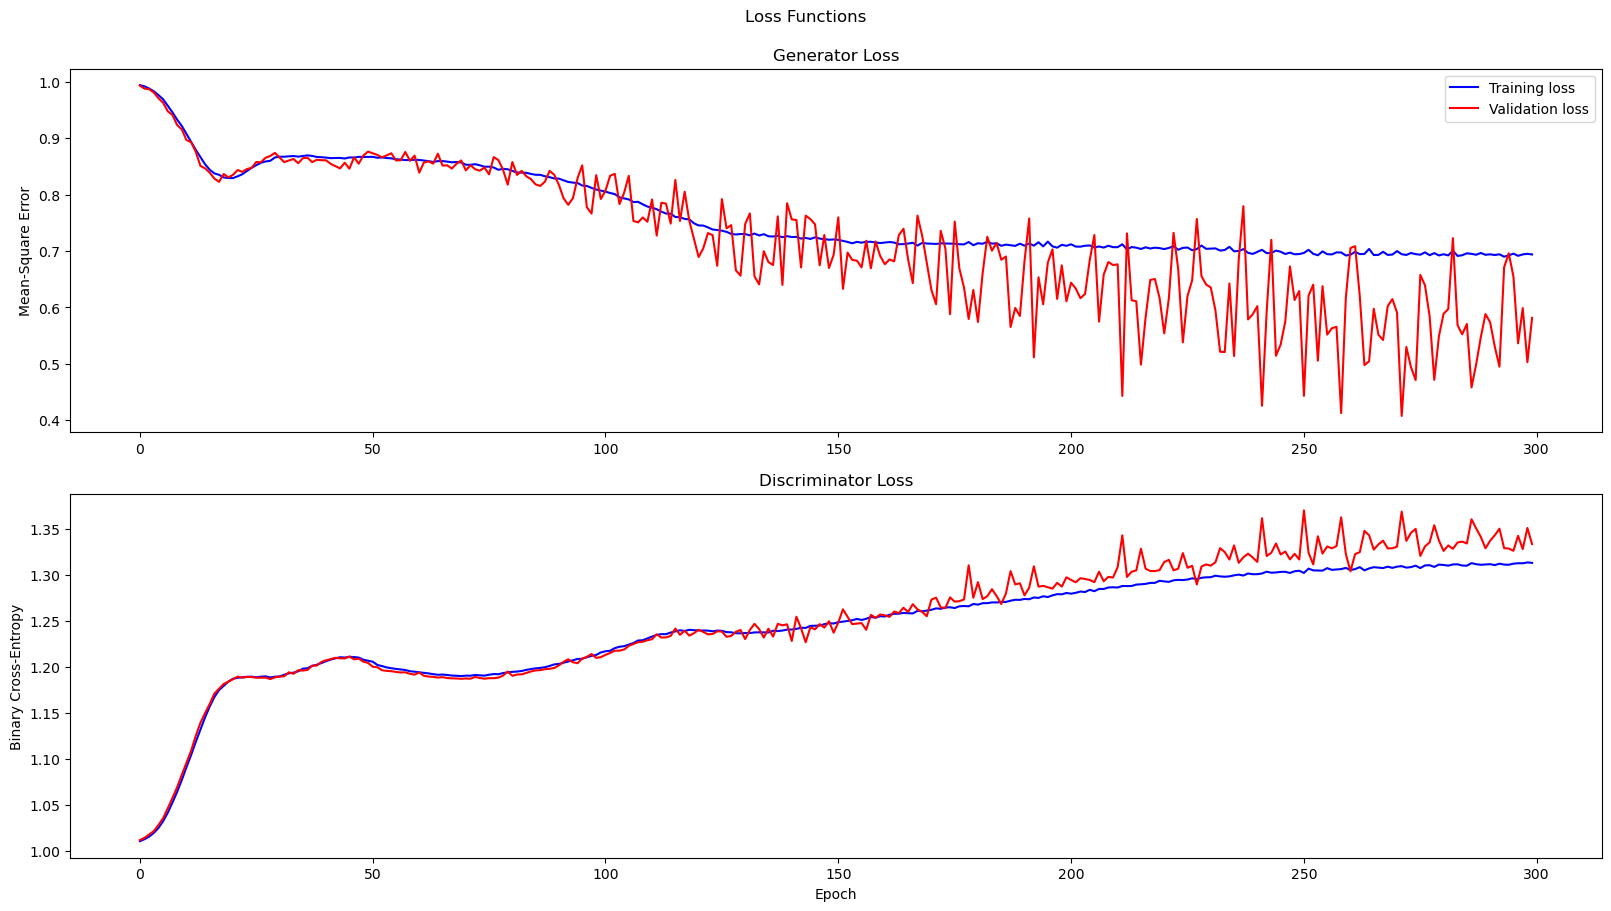 Loss Functions
Generator Loss
Mean-Square Error
1.0
0.9
0.8
0.7
0.6
0.5
0.4
Training loss
Validation loss
0 50 100 150 200 250 300
Discriminator Loss
Binary Cross-Entropy
1.35
1.30
1.25
1.20
1.15
1.10
1.05
1.00
0 50 100 150 200 250 300
Epoch